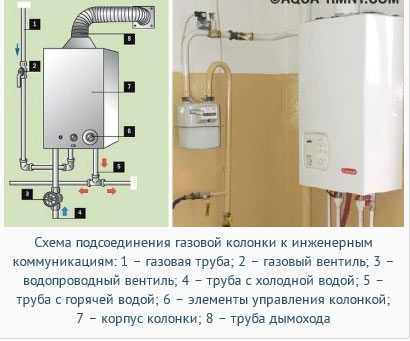 ©AQUA-RMNT.COM
1
2
8
7
6
5
3
4
Схема подсоединения газовой колонки к инженерным
коммуникациям: 1 – газовая труба; 2 – газовый вентиль; 3 –
водопроводный вентиль; 4 – труба с холодной водой; 5 –
труба с горячей водой; 6 – элементы управления колонкой;
7 – корпус колонки; 8 – труба дымохода